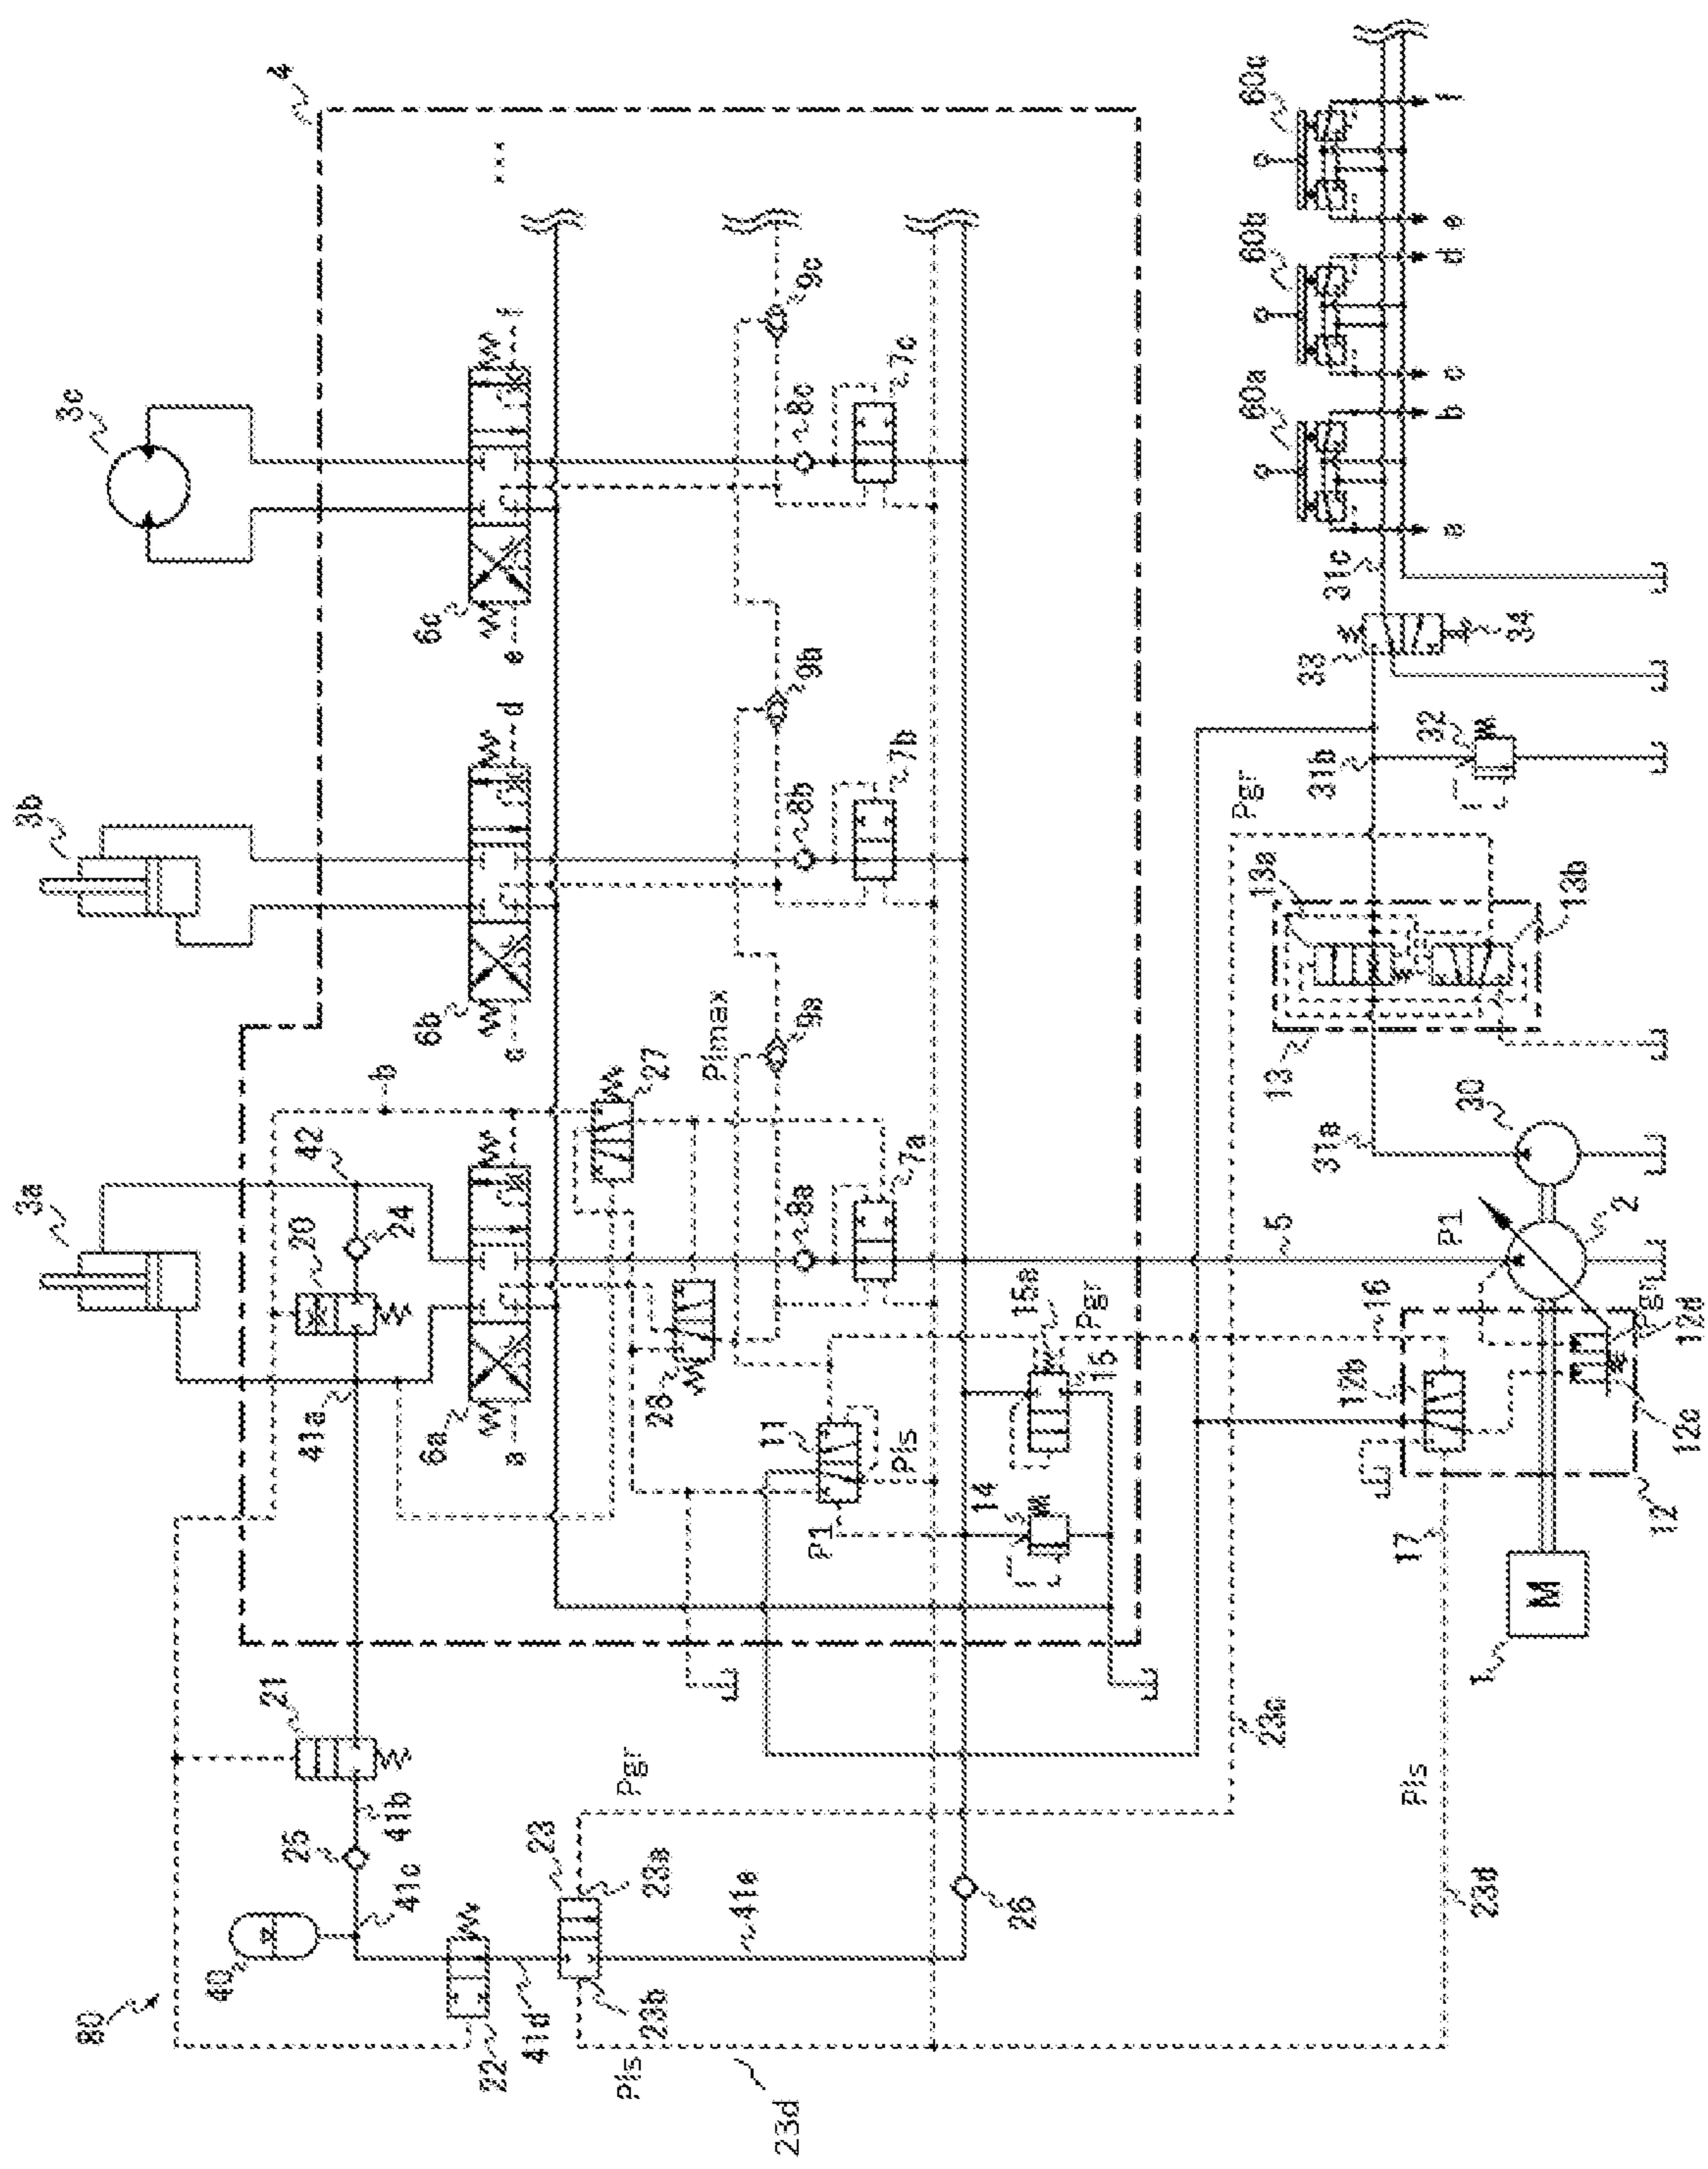 80
40
25
41c
41b
21
22
41d
23
23a
23b
Pls
Pgr
23d
41e
26
3a
20
24
42
41a
b
6a
a
27
28
8a
7a
9a
Plmax
11
P1
Pls
14
15
15a
Pgr
3b
6b
c
d
8b
7b
9b
3c
6c
e
f
8c
7c
9c
4
...
5
16
17
12
12b
12c
12d
Pgr
P1
2
1
M
30
31a
13
13a
13b
Pgr
31b
32
33
34
31c
60a
60b
60c
a
b
c
d
e
f
23c
Pls
23d